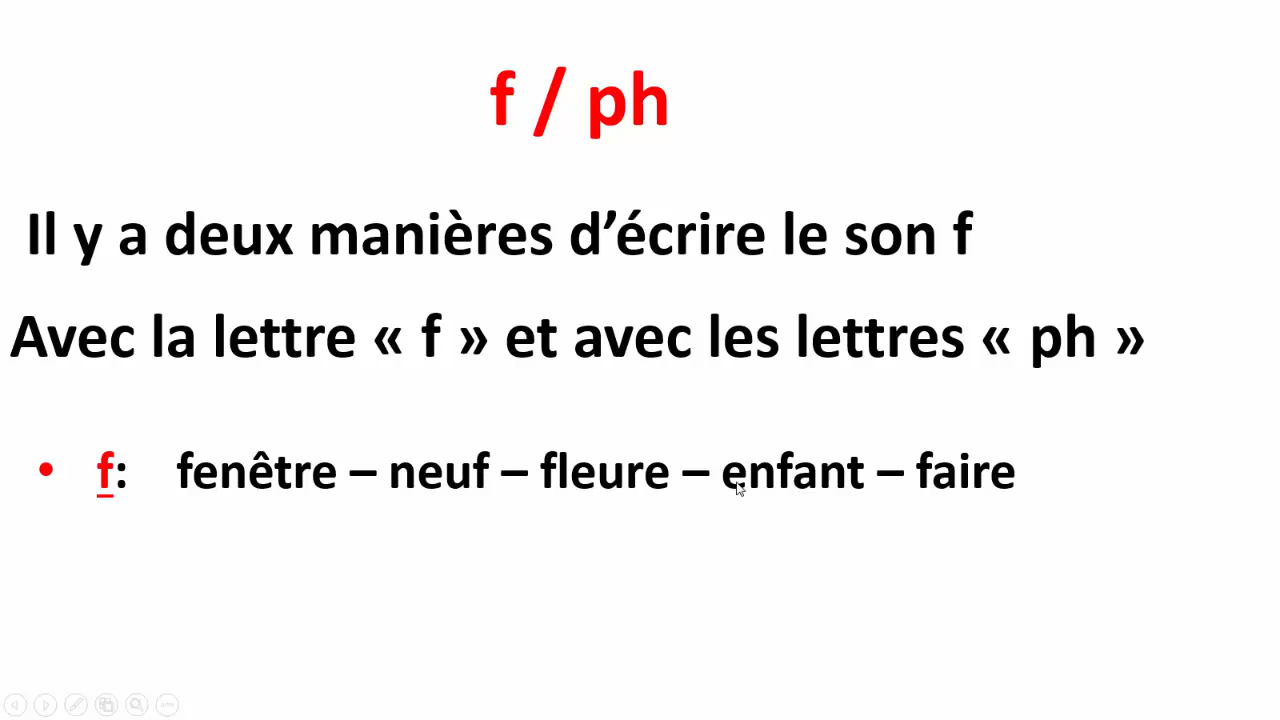 f / ph
Il y a deux manières d’écrire le son f
Avec la lettre « f » et avec les lettres « ph »
• f: fenêtre – neuf – fleure – enfant – faire